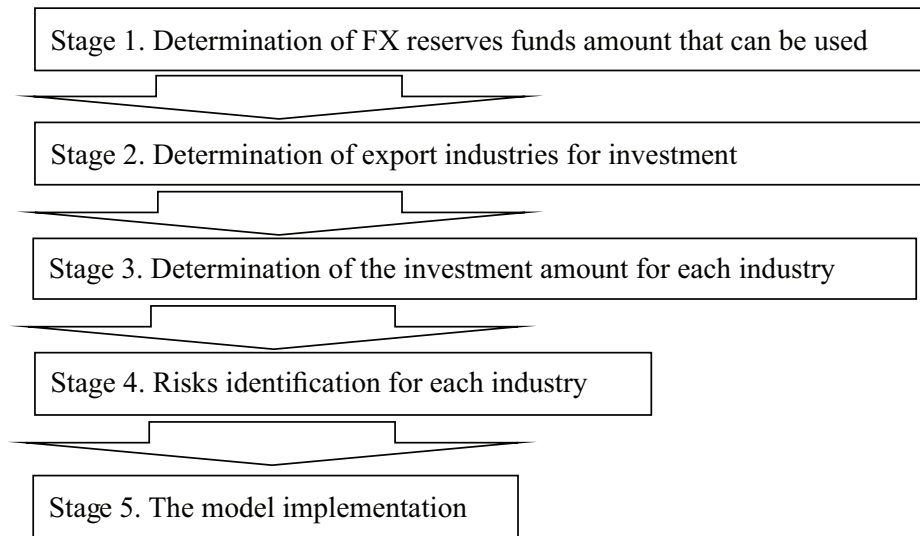 Stage 1. Determination of FX reserves funds amount that can be used
Stage 2. Determination of export industries for investment
Stage 3. Determination of the investment amount for each industry
Stage 4. Risks identification for each industry
Stage 5. The model implementation